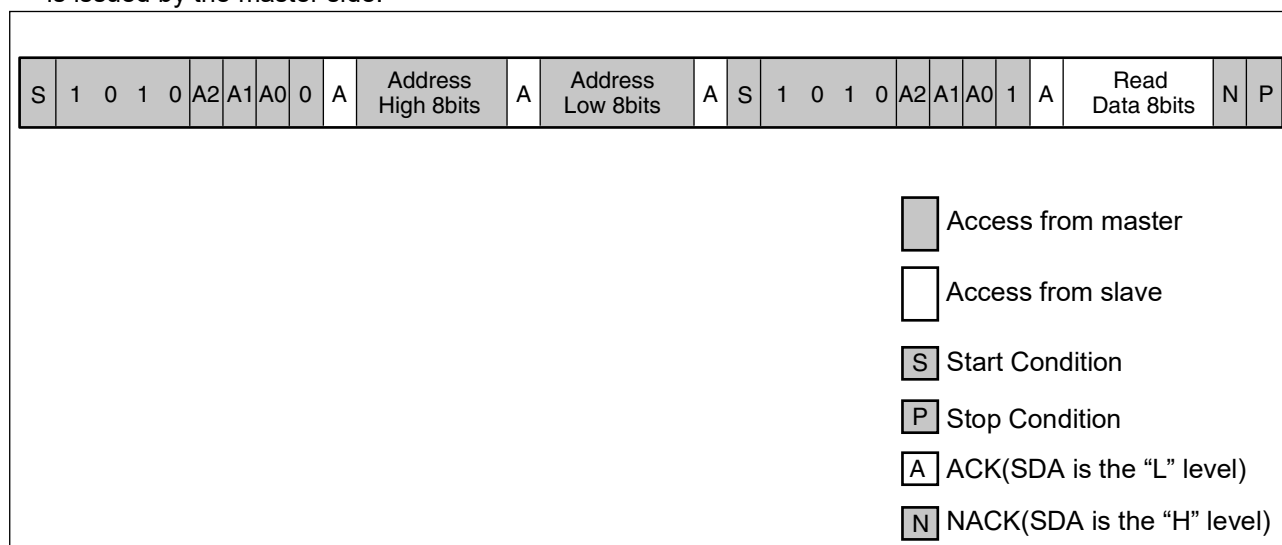 is issued by the master side.
S 1 0 1 0 A2 A1 A0 0 A Address High 8bits A Address Low 8bits A S 1 0 1 0 A2 A1 A0 1 A Read Data 8bits N P
Access from master
Access from slave
S Start Condition
P Stop Condition
A ACK(SDA is the “L” level)
N NACK(SDA is the “H” level)